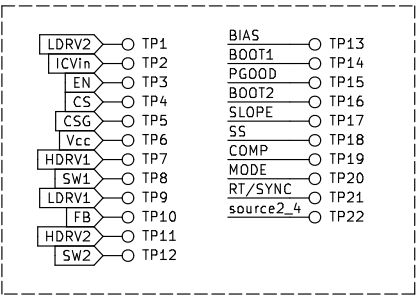 LDRV2 TP1
ICVin TP2
EN TP3
CS TP4
CSG TP5
Vcc TP6
HDRV1 TP7
SW1 TP8
LDRV1 TP9
FB TP10
HDRV2 TP11
SW2 TP12
BIAS TP13
BOOT1 TP14
PGOOD TP15
BOOT2 TP16
SLOPE TP17
SS TP18
COMP TP19
MODE TP20
RT/SYNC TP21
source2_4 TP22